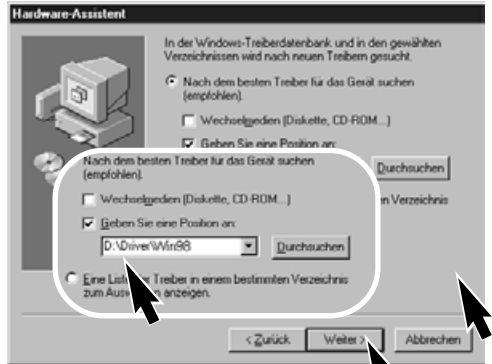 Hardware-Assistent
In der Windows-Treiberdatenbank und in den gewählten
Verzeichnissen wird nach neuen Treibern gesucht.
Nach dem besten Treiber für das Gerät suchen
(empfohlen).
Wechselmedien (Diskette, CD-ROM...)
Geben Sie eine Position an:
Durchsuchen
Verzeichnis
Nach dem besten Treiber für das Gerät suchen
(empfohlen).
Wechselmedien (Diskette, CD-ROM...)
Geben Sie eine Position an:
D:\Driver\Win98
Durchsuchen
Eine Liste Treiber in einem bestimmten Verzeichnis
zum anzeigen.
< Zurück
Weiter >
Abbrechen